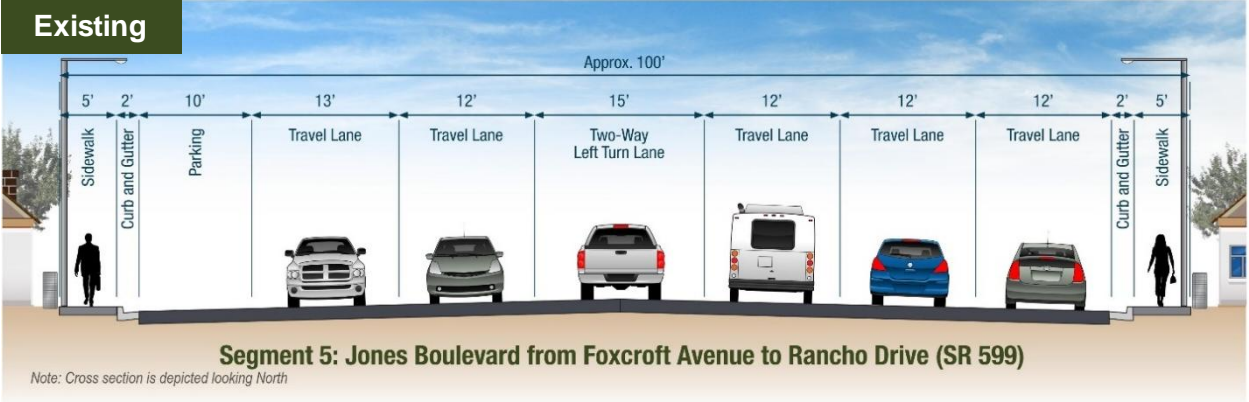 Existing
Approx. 100'
5' 2' 10' 13' 12' 15' 12' 12' 12' 2' 5'
Sidewalk
Curb and Gutter
Parking
Travel Lane
Travel Lane
Two-Way
Left Turn Lane
Travel Lane
Travel Lane
Travel Lane
Curb and Gutter
Sidewalk
Segment 5: Jones Boulevard from Foxcroft Avenue to Rancho Drive (SR 599)
Note: Cross section is depicted looking North